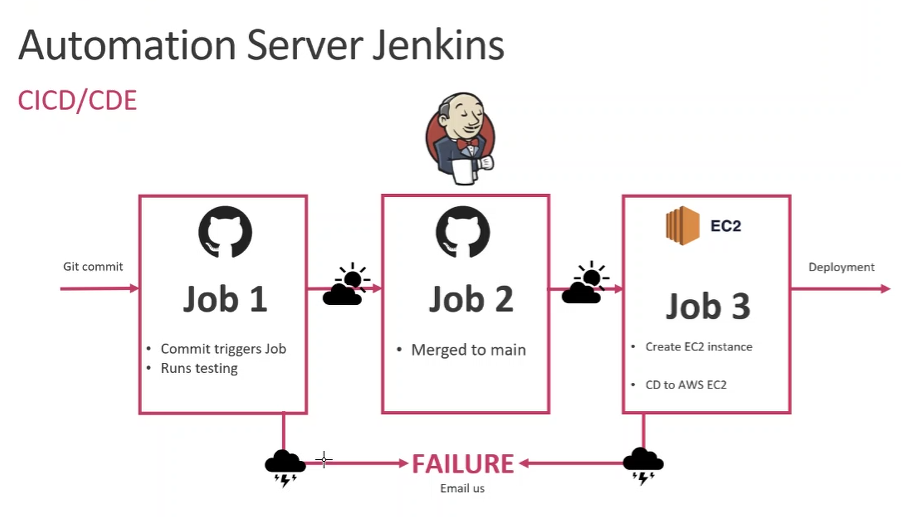 Automation Server Jenkins
CICD/CDE
Git commit
Job 1
• Commit triggers Job
• Runs testing
Job 2
• Merged to main
EC2
Job 3
• Create EC2 instance
• CD to AWS EC2
Deployment
FAILURE
Email us